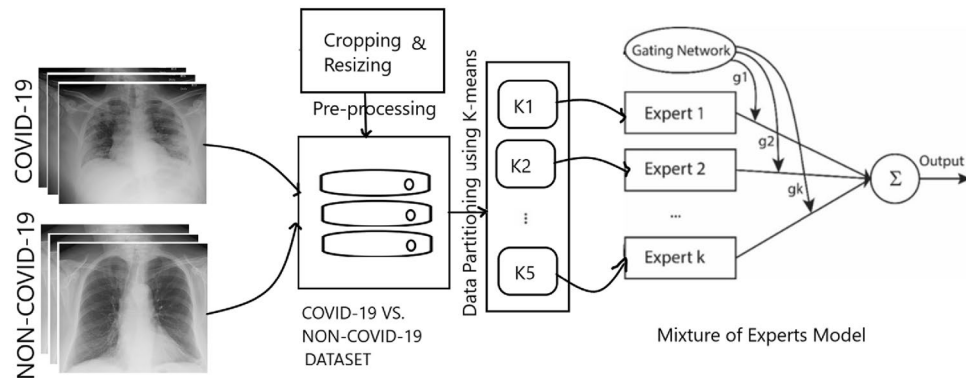 COVID-19
NON-COVID-19
Cropping &
Resizing
Pre-processing
COVID-19 VS.
NON-COVID-19
DATASET
Data Partitioning using K-means
K1
K2
...
K5
Gating Network
g1
g2
gk
Expert 1
Expert 2
...
Expert k
Σ
Output
Mixture of Experts Model